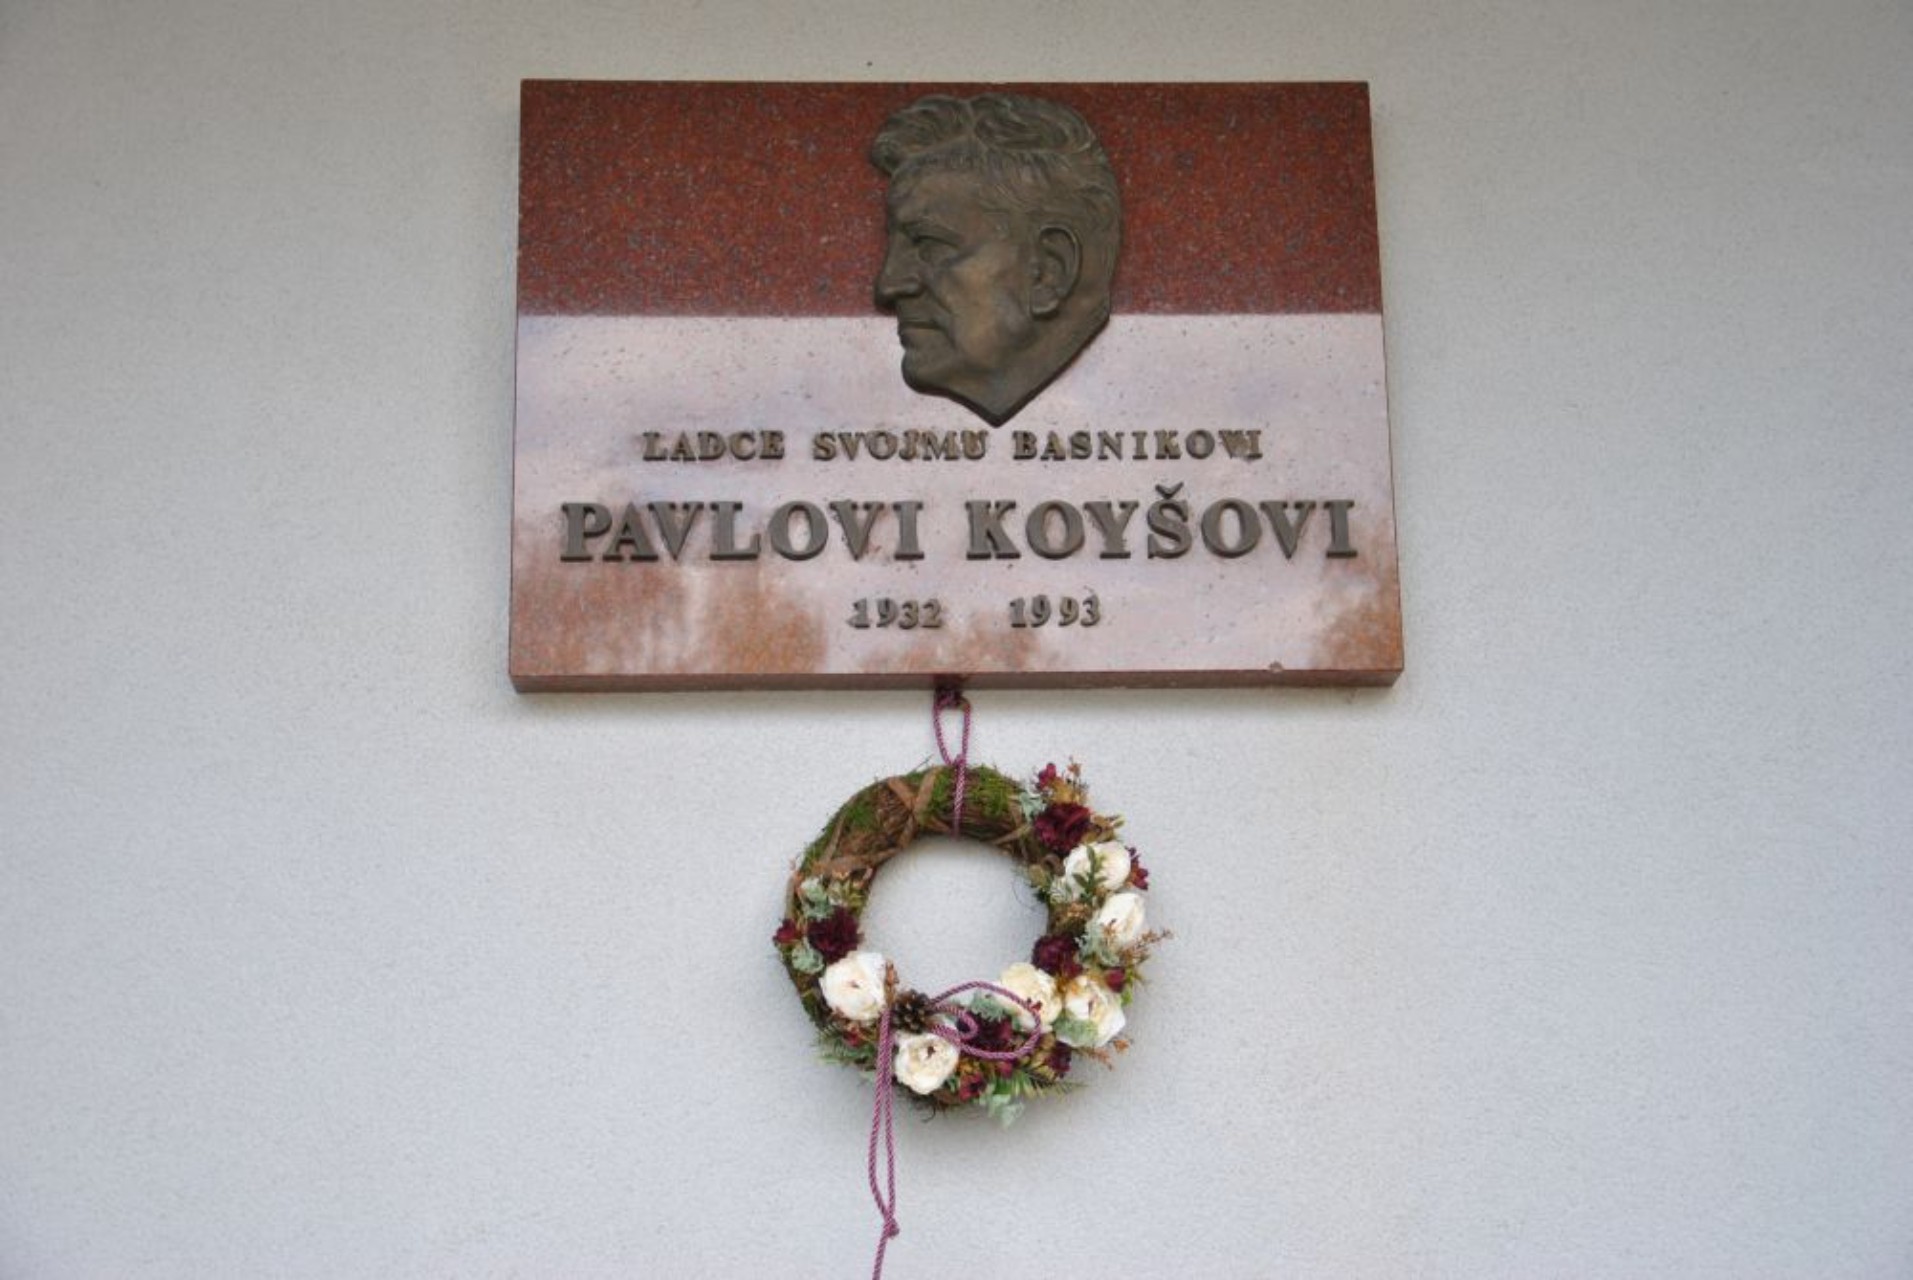 LADCE SVOJMU BASNIKOVI
PAVLOVI KOYŠOVI
1932 1993